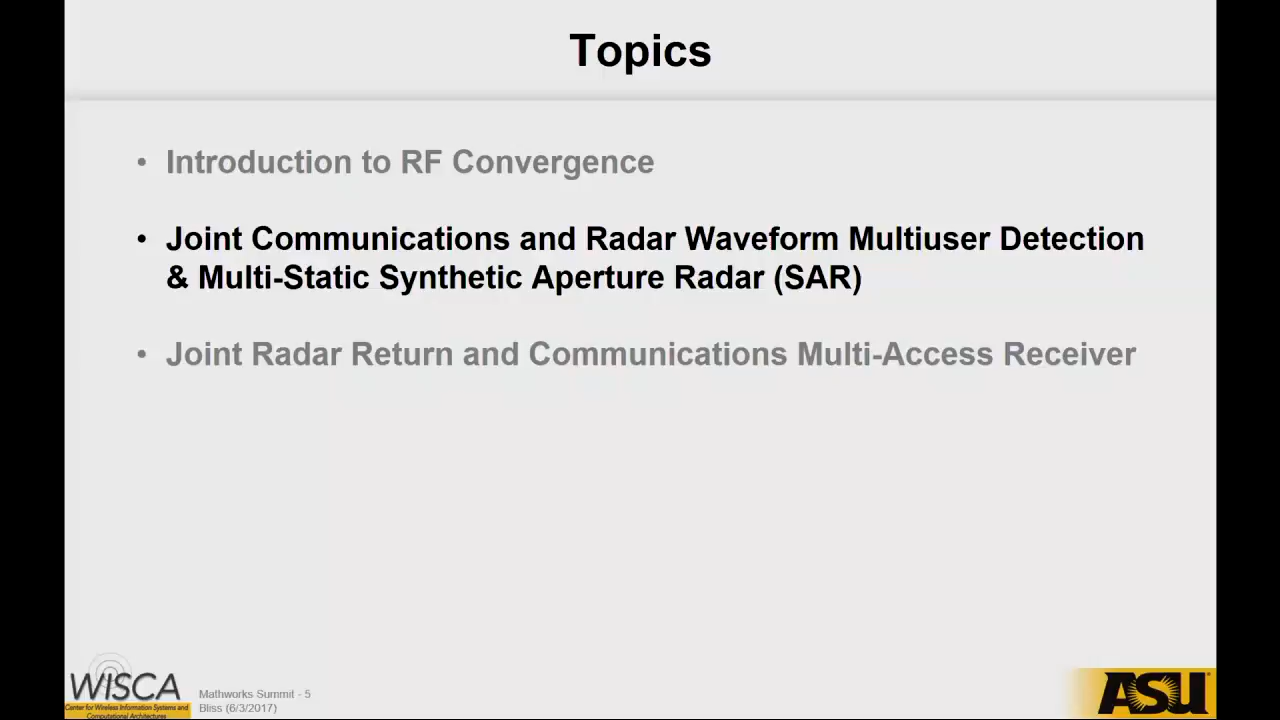 Topics
• Introduction to RF Convergence
• Joint Communications and Radar Waveform Multiuser Detection
& Multi-Static Synthetic Aperture Radar (SAR)
• Joint Radar Return and Communications Multi-Access Receiver
WISCA
Center for Wireless Information Systems and
Computational Architectures
Mathworks Summit - 5
Bliss (6/3/2017)
ASU